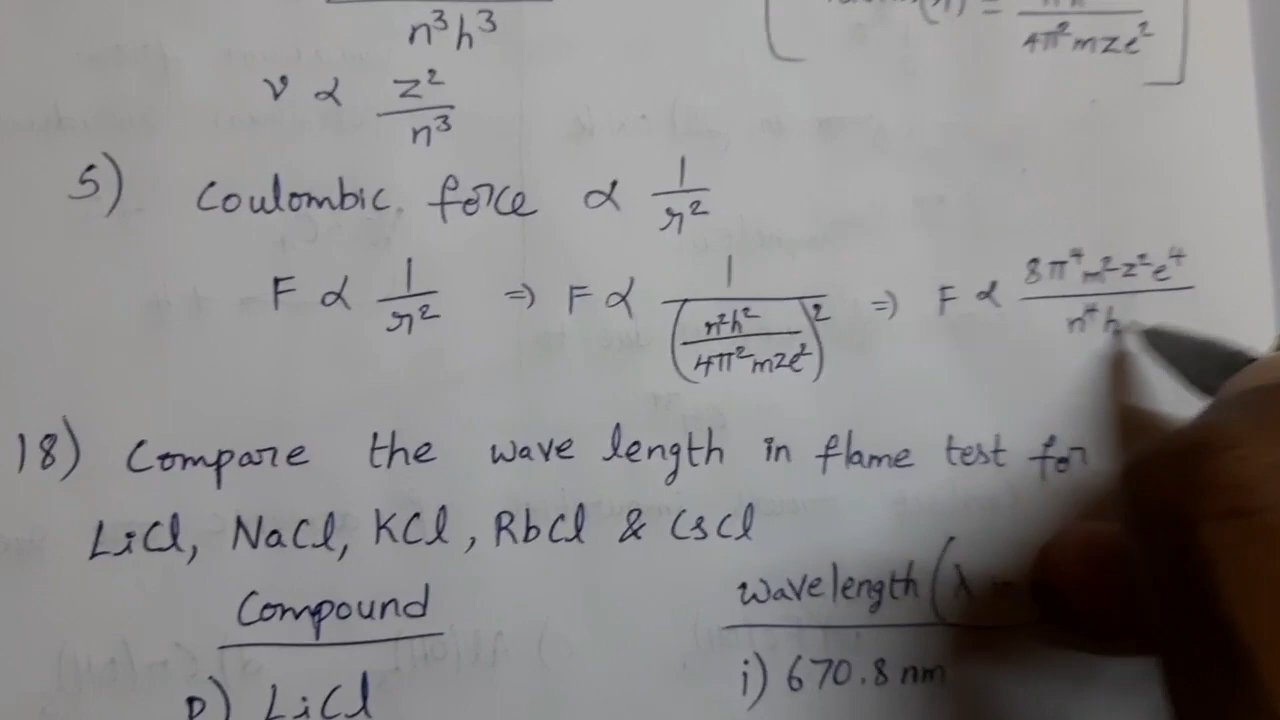 n³h³
4π²mze²
ν ∝ z²/n³
5) Coulombic force ∝ 1/r²
F ∝ 1/r² ⇒ F ∝ 1/(n²h²/4π²mze²)² ⇒ F ∝ 8π⁴m²z²e⁴/n⁴h
18) Compare the wave length in flame test for
LiCl, NaCl, KCl, RbCl & CsCl
Compound wavelength (λ
P) LiCl i) 670.8 nm